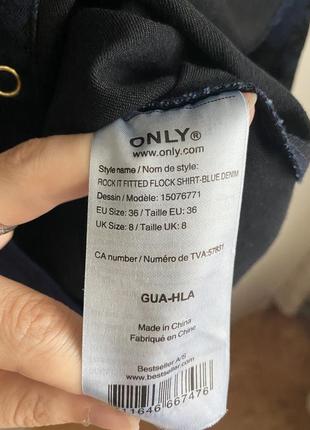 ONLY®
www.only.com
Style name / Nom de style:
ROCK IT FITTED FLOCK SHIRT-BLUE DENIM
Dessin / Modèle: 15076771
EU Size: 36 / Taille EU: 36
UK Size: 8 / Taille UK: 8
CA number / Numéro de TVA:57931
GUA-HLA
Made in China
Fabriqué en Chine
Bestseller A/S
www.bestseller.com
11646 667476